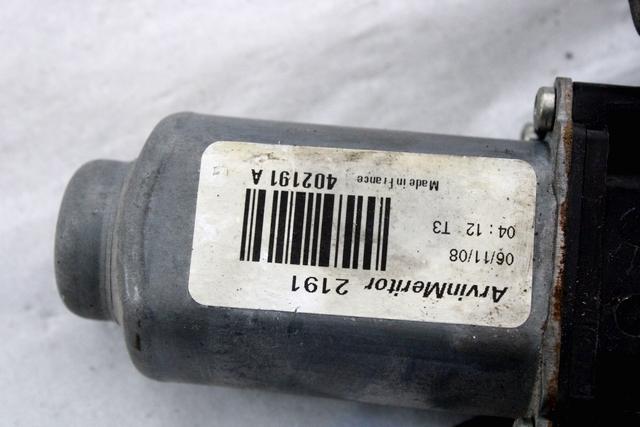 ArvinMeritor 2191
06/11/08
04:12 T3
Made in France 402191 A